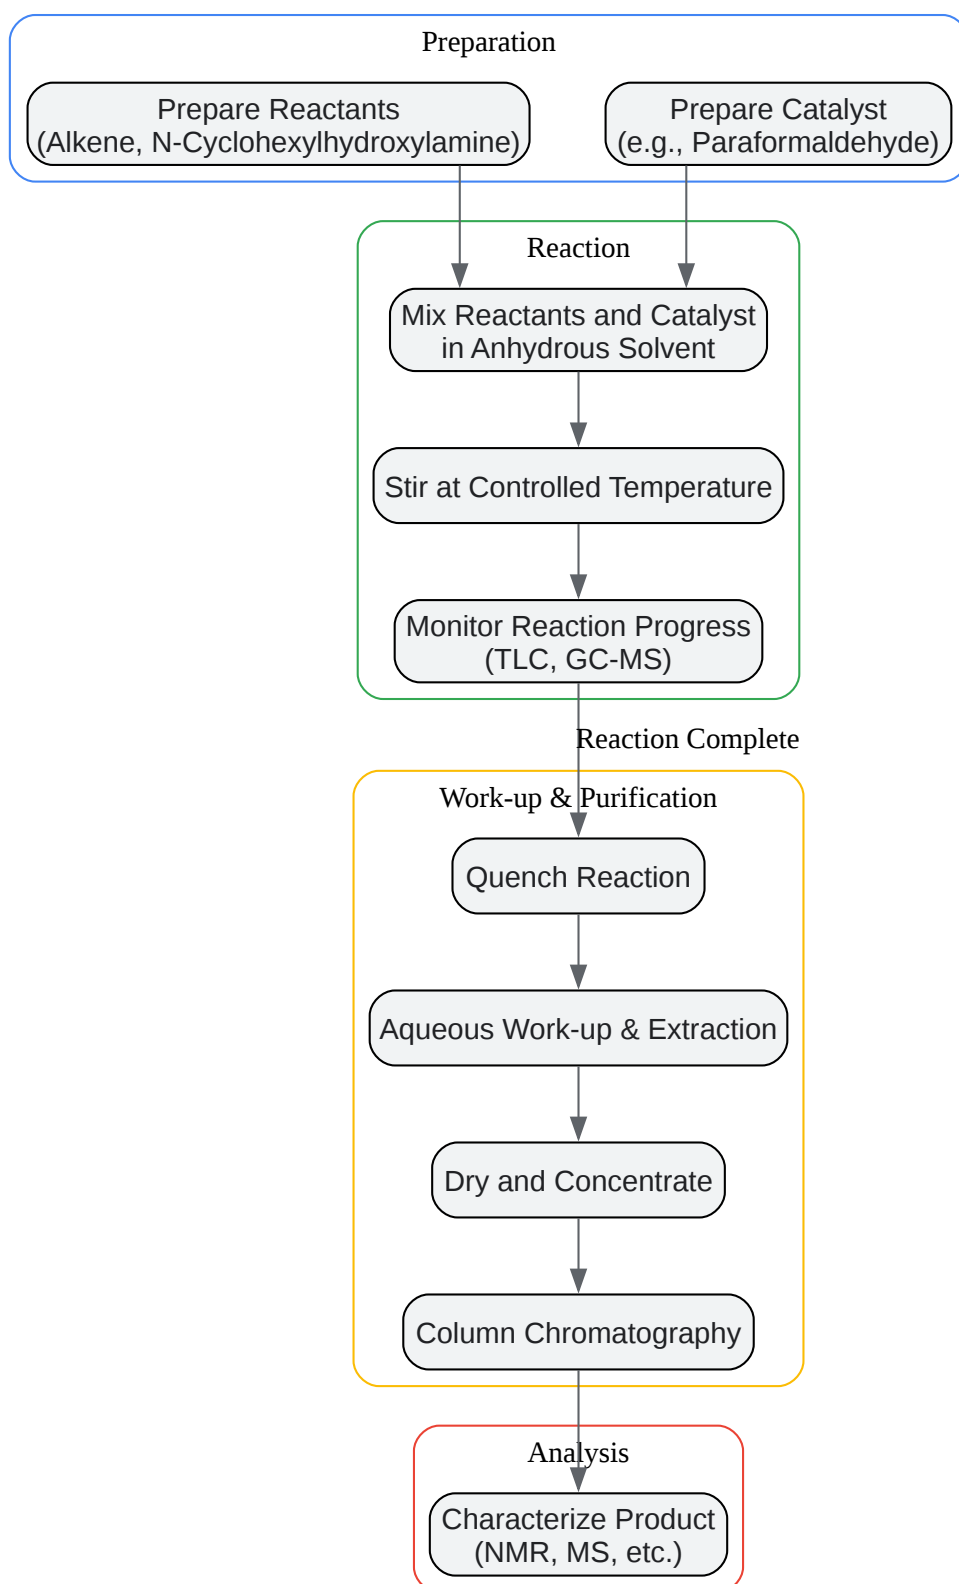 Preparation
Prepare Reactants
(Alkene, N-Cyclohexylhydroxylamine)
Prepare Catalyst
(e.g., Paraformaldehyde)
Reaction
Mix Reactants and Catalyst
in Anhydrous Solvent
Stir at Controlled Temperature
Monitor Reaction Progress
(TLC, GC-MS)
Reaction Complete
Work-up & Purification
Quench Reaction
Aqueous Work-up & Extraction
Dry and Concentrate
Column Chromatography
Analysis
Characterize Product
(NMR, MS, etc.)